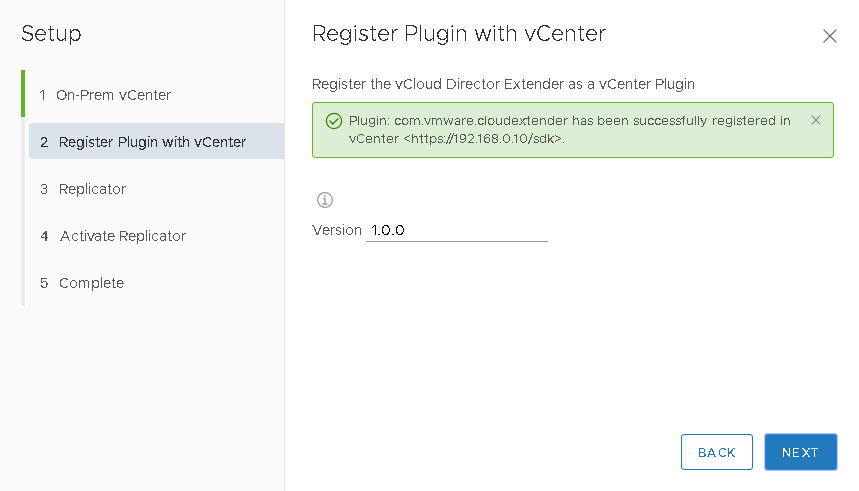 Setup
1 On-Prem vCenter
2 Register Plugin with vCenter
3 Replicator
4 Activate Replicator
5 Complete
Register Plugin with vCenter
Register the vCloud Director Extender as a vCenter Plugin
Plugin: com.vmware.cloudextender has been successfully registered in
vCenter <https://192.168.0.10/sdk>.
Version 1.0.0
BACK NEXT